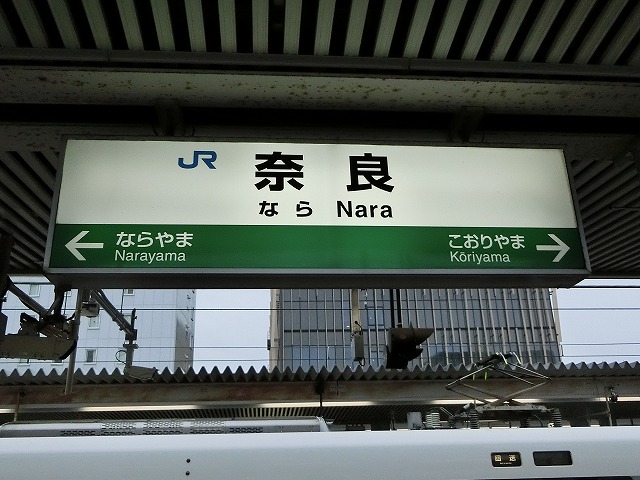 JR 奈良
なら Nara
← ならやま こおりやま →
Narayama Kōriyama
回送